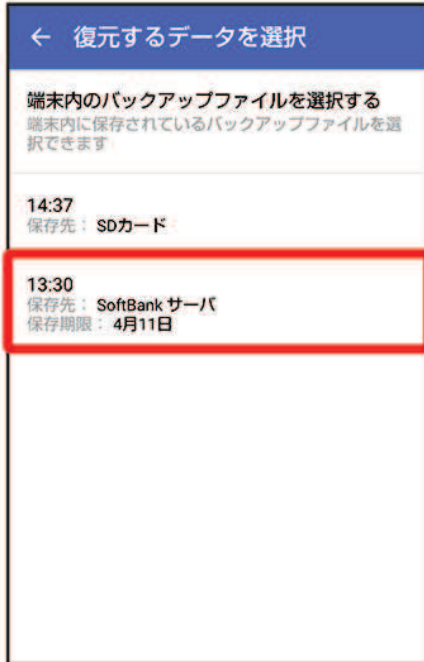 ← 復元するデータを選択
端末内のバックアップファイルを選択する
端末内に保存されているバックアップファイルを選
択できます
14:37
保存先： SDカード
13:30
保存先： SoftBank サーバ
保存期限： 4月11日